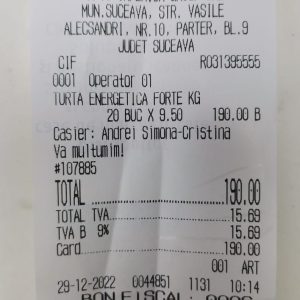 MUN.SUCEAVA, STR. VASILE
ALECSANDRI, NR.10, PARTER, BL.9
JUDET SUCEAVA
CIF RO31395555
0001 Operator 01
TURTA ENERGETICA FORTE KG
20 BUC X 9.50 190.00 B
Casier: Andrei Simona-Cristina
Va multumim!
#107885
TOTAL 190.00
TOTAL TVA 15.69
TVA B 9% 15.69
Card 190.00
001 ART
29-12-2022 0044851 1131 10:14
BON FISCAL: